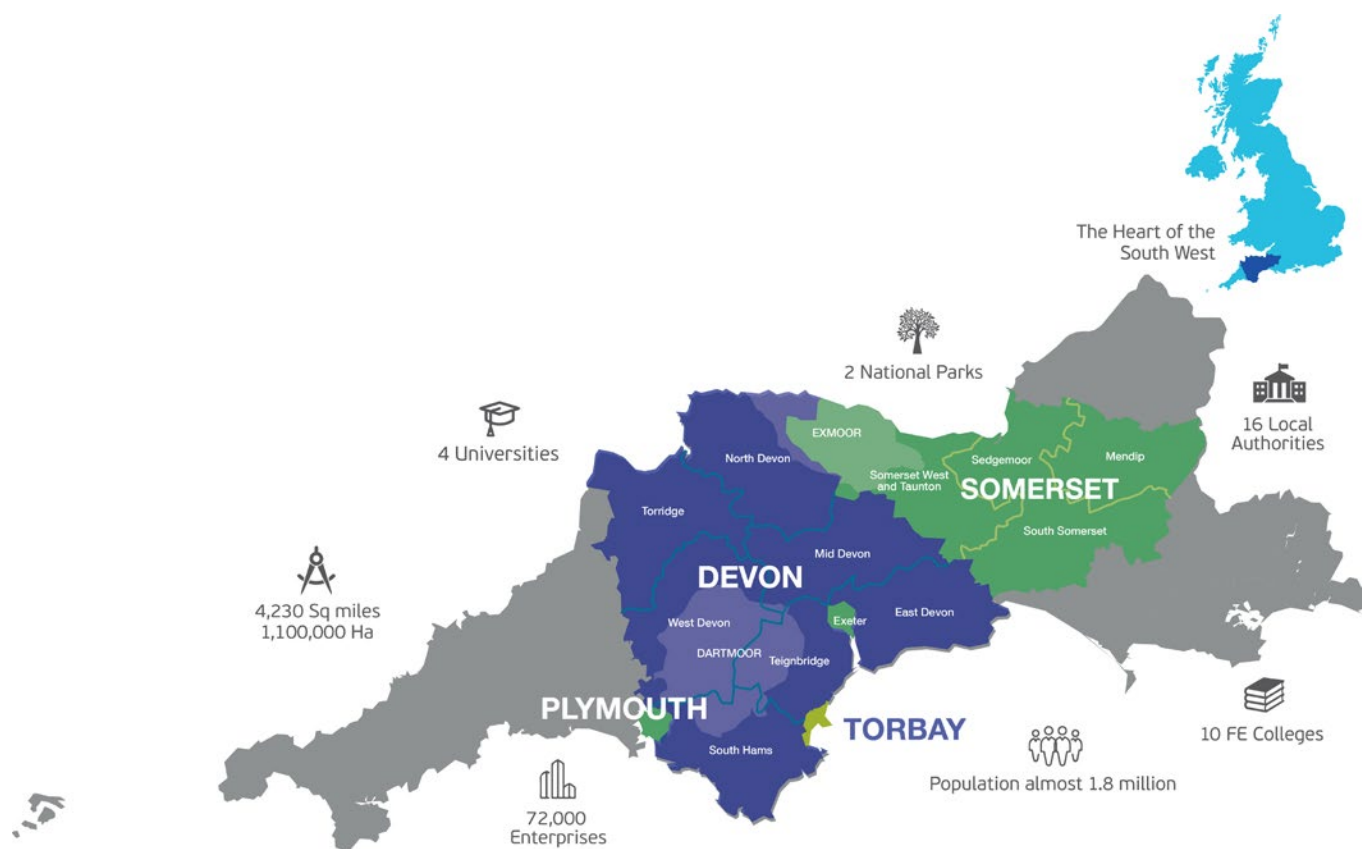 The Heart of the
South West
2 National Parks
16 Local
Authorities
4 Universities
EXMOOR
North Devon
Sedgemoor
Mendip
Somerset West
and Taunton
SOMERSET
Torridge
South Somerset
Mid Devon
DEVON
4,230 Sq miles
1,100,000 Ha
East Devon
Exeter
West Devon
DARTMOOR
Teignbridge
PLYMOUTH
TORBAY
South Hams
10 FE Colleges
Population almost 1.8 million
72,000
Enterprises